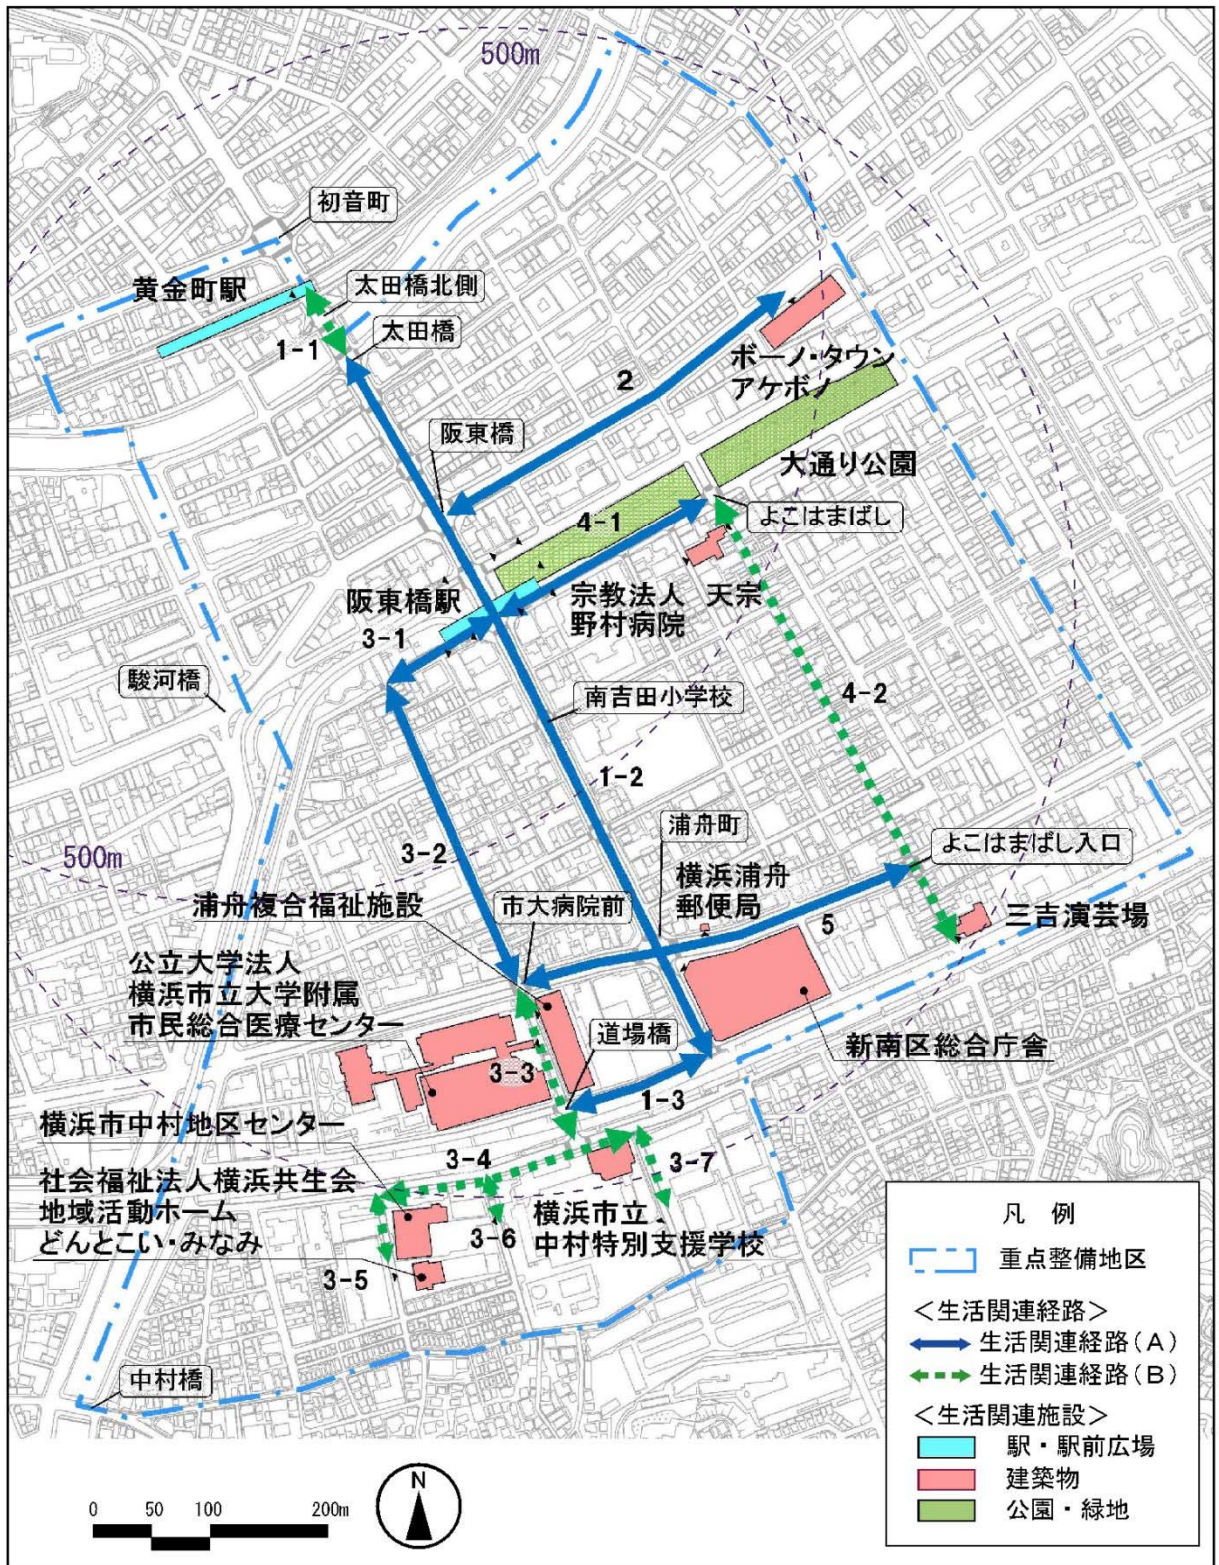 500m
初音町
黄金町駅
太田橋北側
太田橋
1-1
2
ボーノ・タウン
アケボノ
阪東橋
大通り公園
よこはまばし
4-1
阪東橋駅
宗教法人 天宗
野村病院
3-1
駿河橋
南吉田小学校
4-2
1-2
浦舟町
よこはまばし入口
500m
3-2
横浜浦舟
郵便局
浦舟複合福祉施設
市大病院前
5
三吉演芸場
公立大学法人
横浜市立大学附属
市民総合医療センター
道場橋
新南区総合庁舎
3-3
1-3
横浜市中村地区センター
3-4
3-7
社会福祉法人横浜共生会
地域活動ホーム
どんとこい・みなみ
横浜市立
中村特別支援学校
3-6
3-5
中村橋
凡 例
重点整備地区
＜生活関連経路＞
生活関連経路(A)
生活関連経路(B)
＜生活関連施設＞
駅・駅前広場
建築物
公園・緑地
0 50 100 200m
N